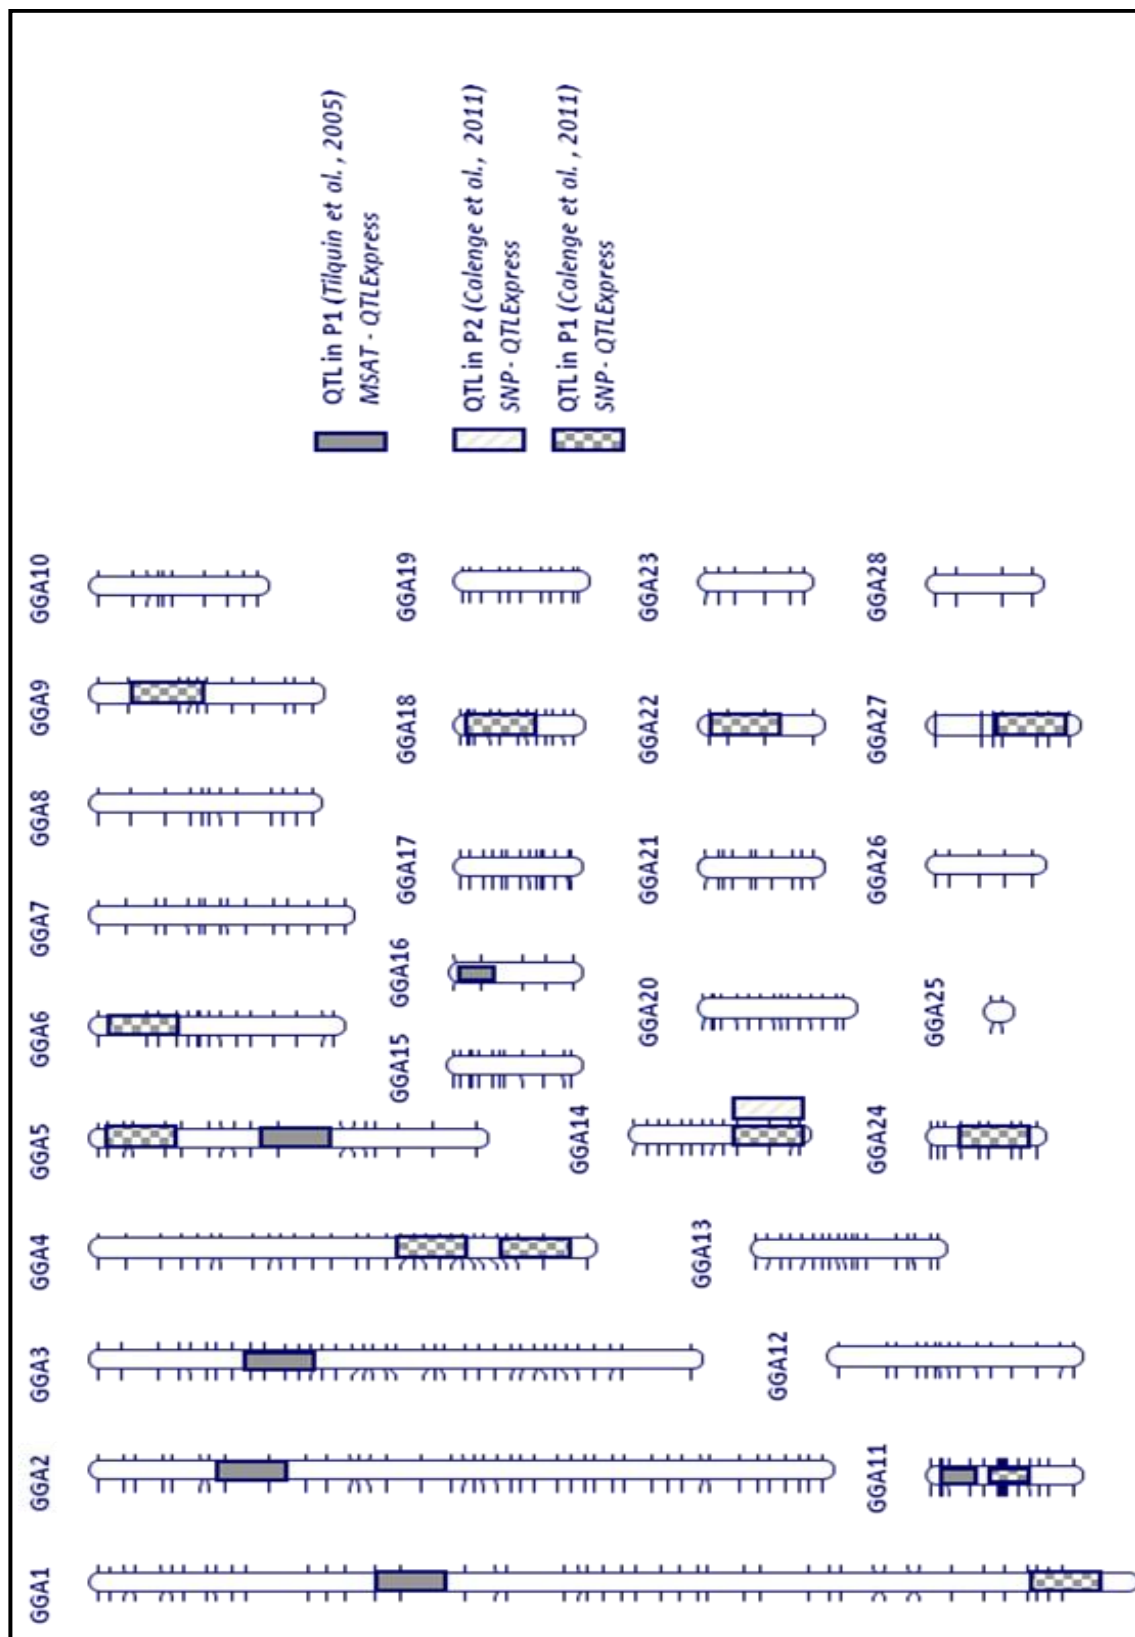 GGA1
GGA2
GGA3
GGA4
GGA5
GGA6
GGA7
GGA8
GGA9
GGA10
GGA11
GGA12
GGA13
GGA14
GGA15
GGA16
GGA17
GGA18
GGA19
GGA20
GGA21
GGA22
GGA23
GGA24
GGA25
GGA26
GGA27
GGA28
QTL in P1 (Tilquin et al., 2005)
MSAT - QTLExpress
QTL in P2 (Calenge et al., 2011)
SNP - QTLExpress
QTL in P1 (Calenge et al., 2011)
SNP - QTLExpress